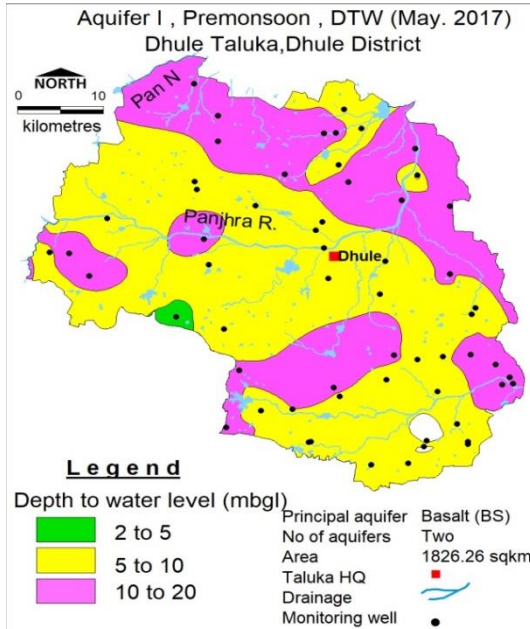 Aquifer I , Premonsoon , DTW (May. 2017)
Dhule Taluka,Dhule District
NORTH
0 10
kilometres
Pan N
Panjhra R.
Dhule
Legend
Depth to water level (mbgl)
2 to 5
5 to 10
10 to 20
Principal aquifer Basalt (BS)
No of aquifers Two
Area 1826.26 sqkm
Taluka HQ
Drainage
Monitoring well